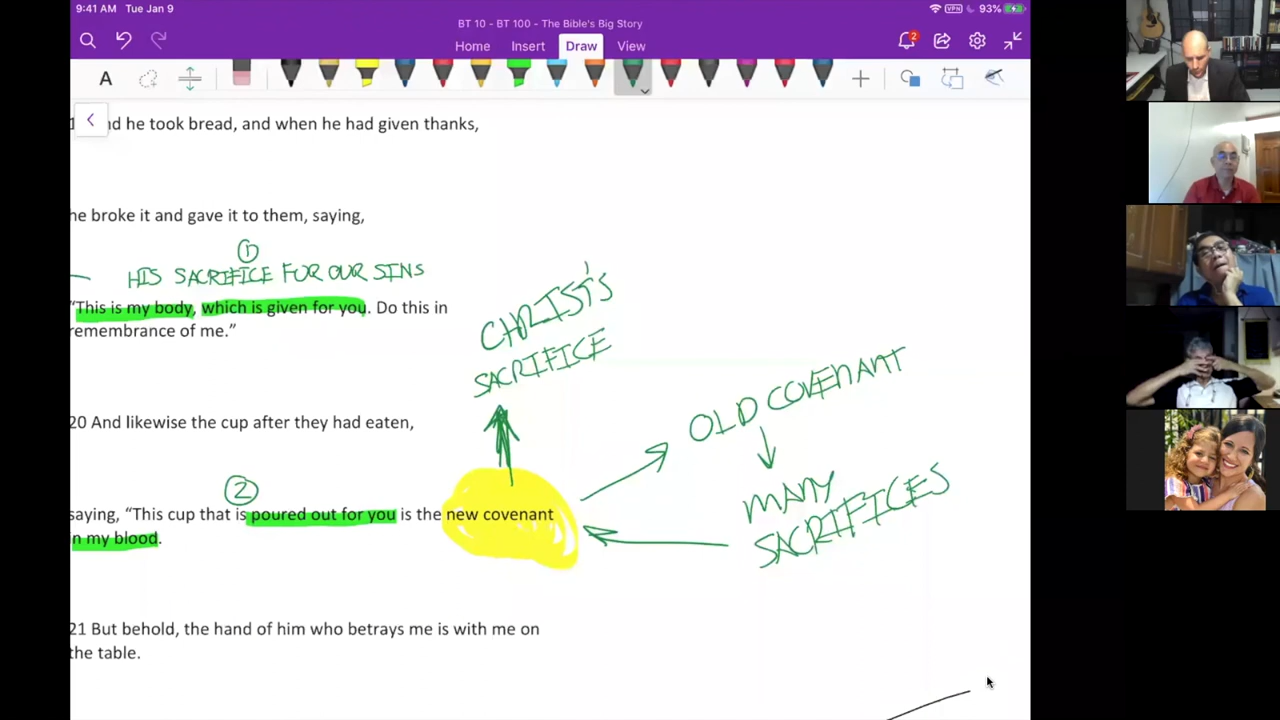 9:41 AM Tue Jan 9
VPN 93%
BT 10 - BT 100 - The Bible's Big Story
Home Insert Draw View
2
A
nd he took bread, and when he had given thanks,
he broke it and gave it to them, saying,
1
HIS SACRIFICE FOR OUR SINS
"This is my body, which is given for you. Do this in
remembrance of me."
CHRIST'S
SACRIFICE
20 And likewise the cup after they had eaten,
OLD COVENANT
MANY
SACRIFICES
2
saying, "This cup that is poured out for you is the new covenant
n my blood.
21 But behold, the hand of him who betrays me is with me on
the table.